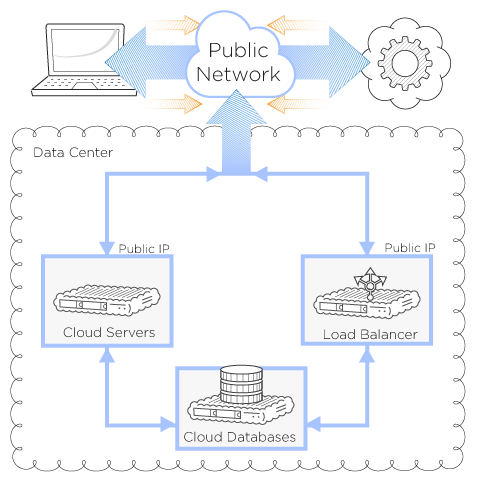 Public
Network
Data Center
Public IP
Public IP
Cloud Servers
Load Balancer
Cloud Databases